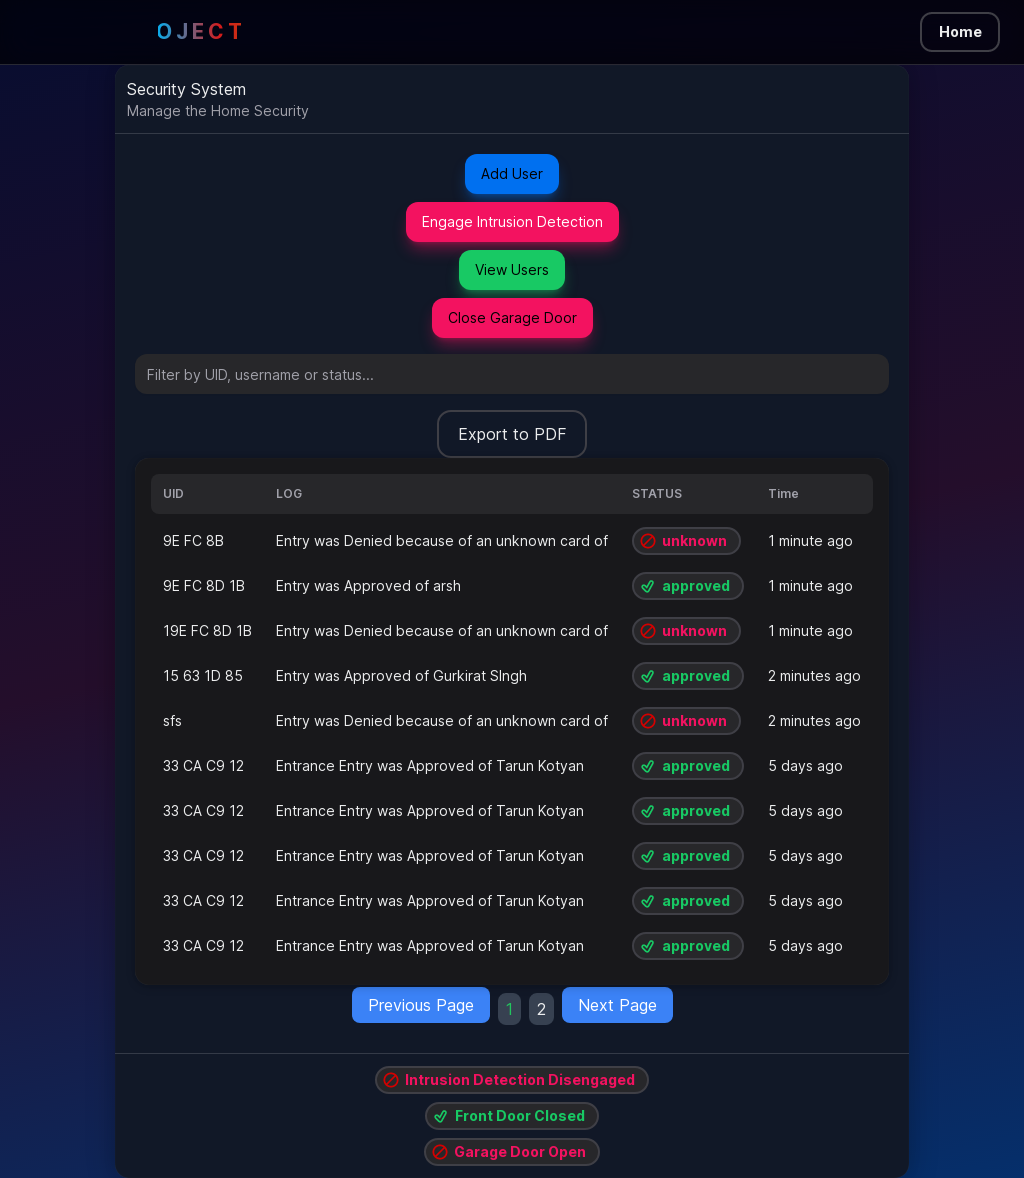 OJECT
Home
Security System
Manage the Home Security
Add User
Engage Intrusion Detection
View Users
Close Garage Door
Filter by UID, username or status...
Export to PDF
UID LOG STATUS Time
9E FC 8B Entry was Denied because of an unknown card of unknown 1 minute ago
9E FC 8D 1B Entry was Approved of arsh approved 1 minute ago
19E FC 8D 1B Entry was Denied because of an unknown card of unknown 1 minute ago
15 63 1D 85 Entry was Approved of Gurkirat SIngh approved 2 minutes ago
sfs Entry was Denied because of an unknown card of unknown 2 minutes ago
33 CA C9 12 Entrance Entry was Approved of Tarun Kotyan approved 5 days ago
33 CA C9 12 Entrance Entry was Approved of Tarun Kotyan approved 5 days ago
33 CA C9 12 Entrance Entry was Approved of Tarun Kotyan approved 5 days ago
33 CA C9 12 Entrance Entry was Approved of Tarun Kotyan approved 5 days ago
33 CA C9 12 Entrance Entry was Approved of Tarun Kotyan approved 5 days ago
Previous Page 1 2 Next Page
Intrusion Detection Disengaged
Front Door Closed
Garage Door Open